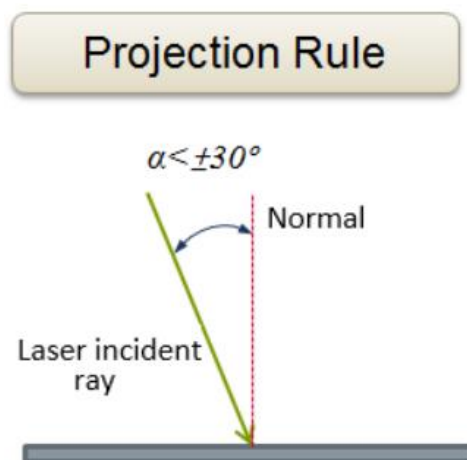 Projection Rule
α<±30°
Normal
Laser incident
ray